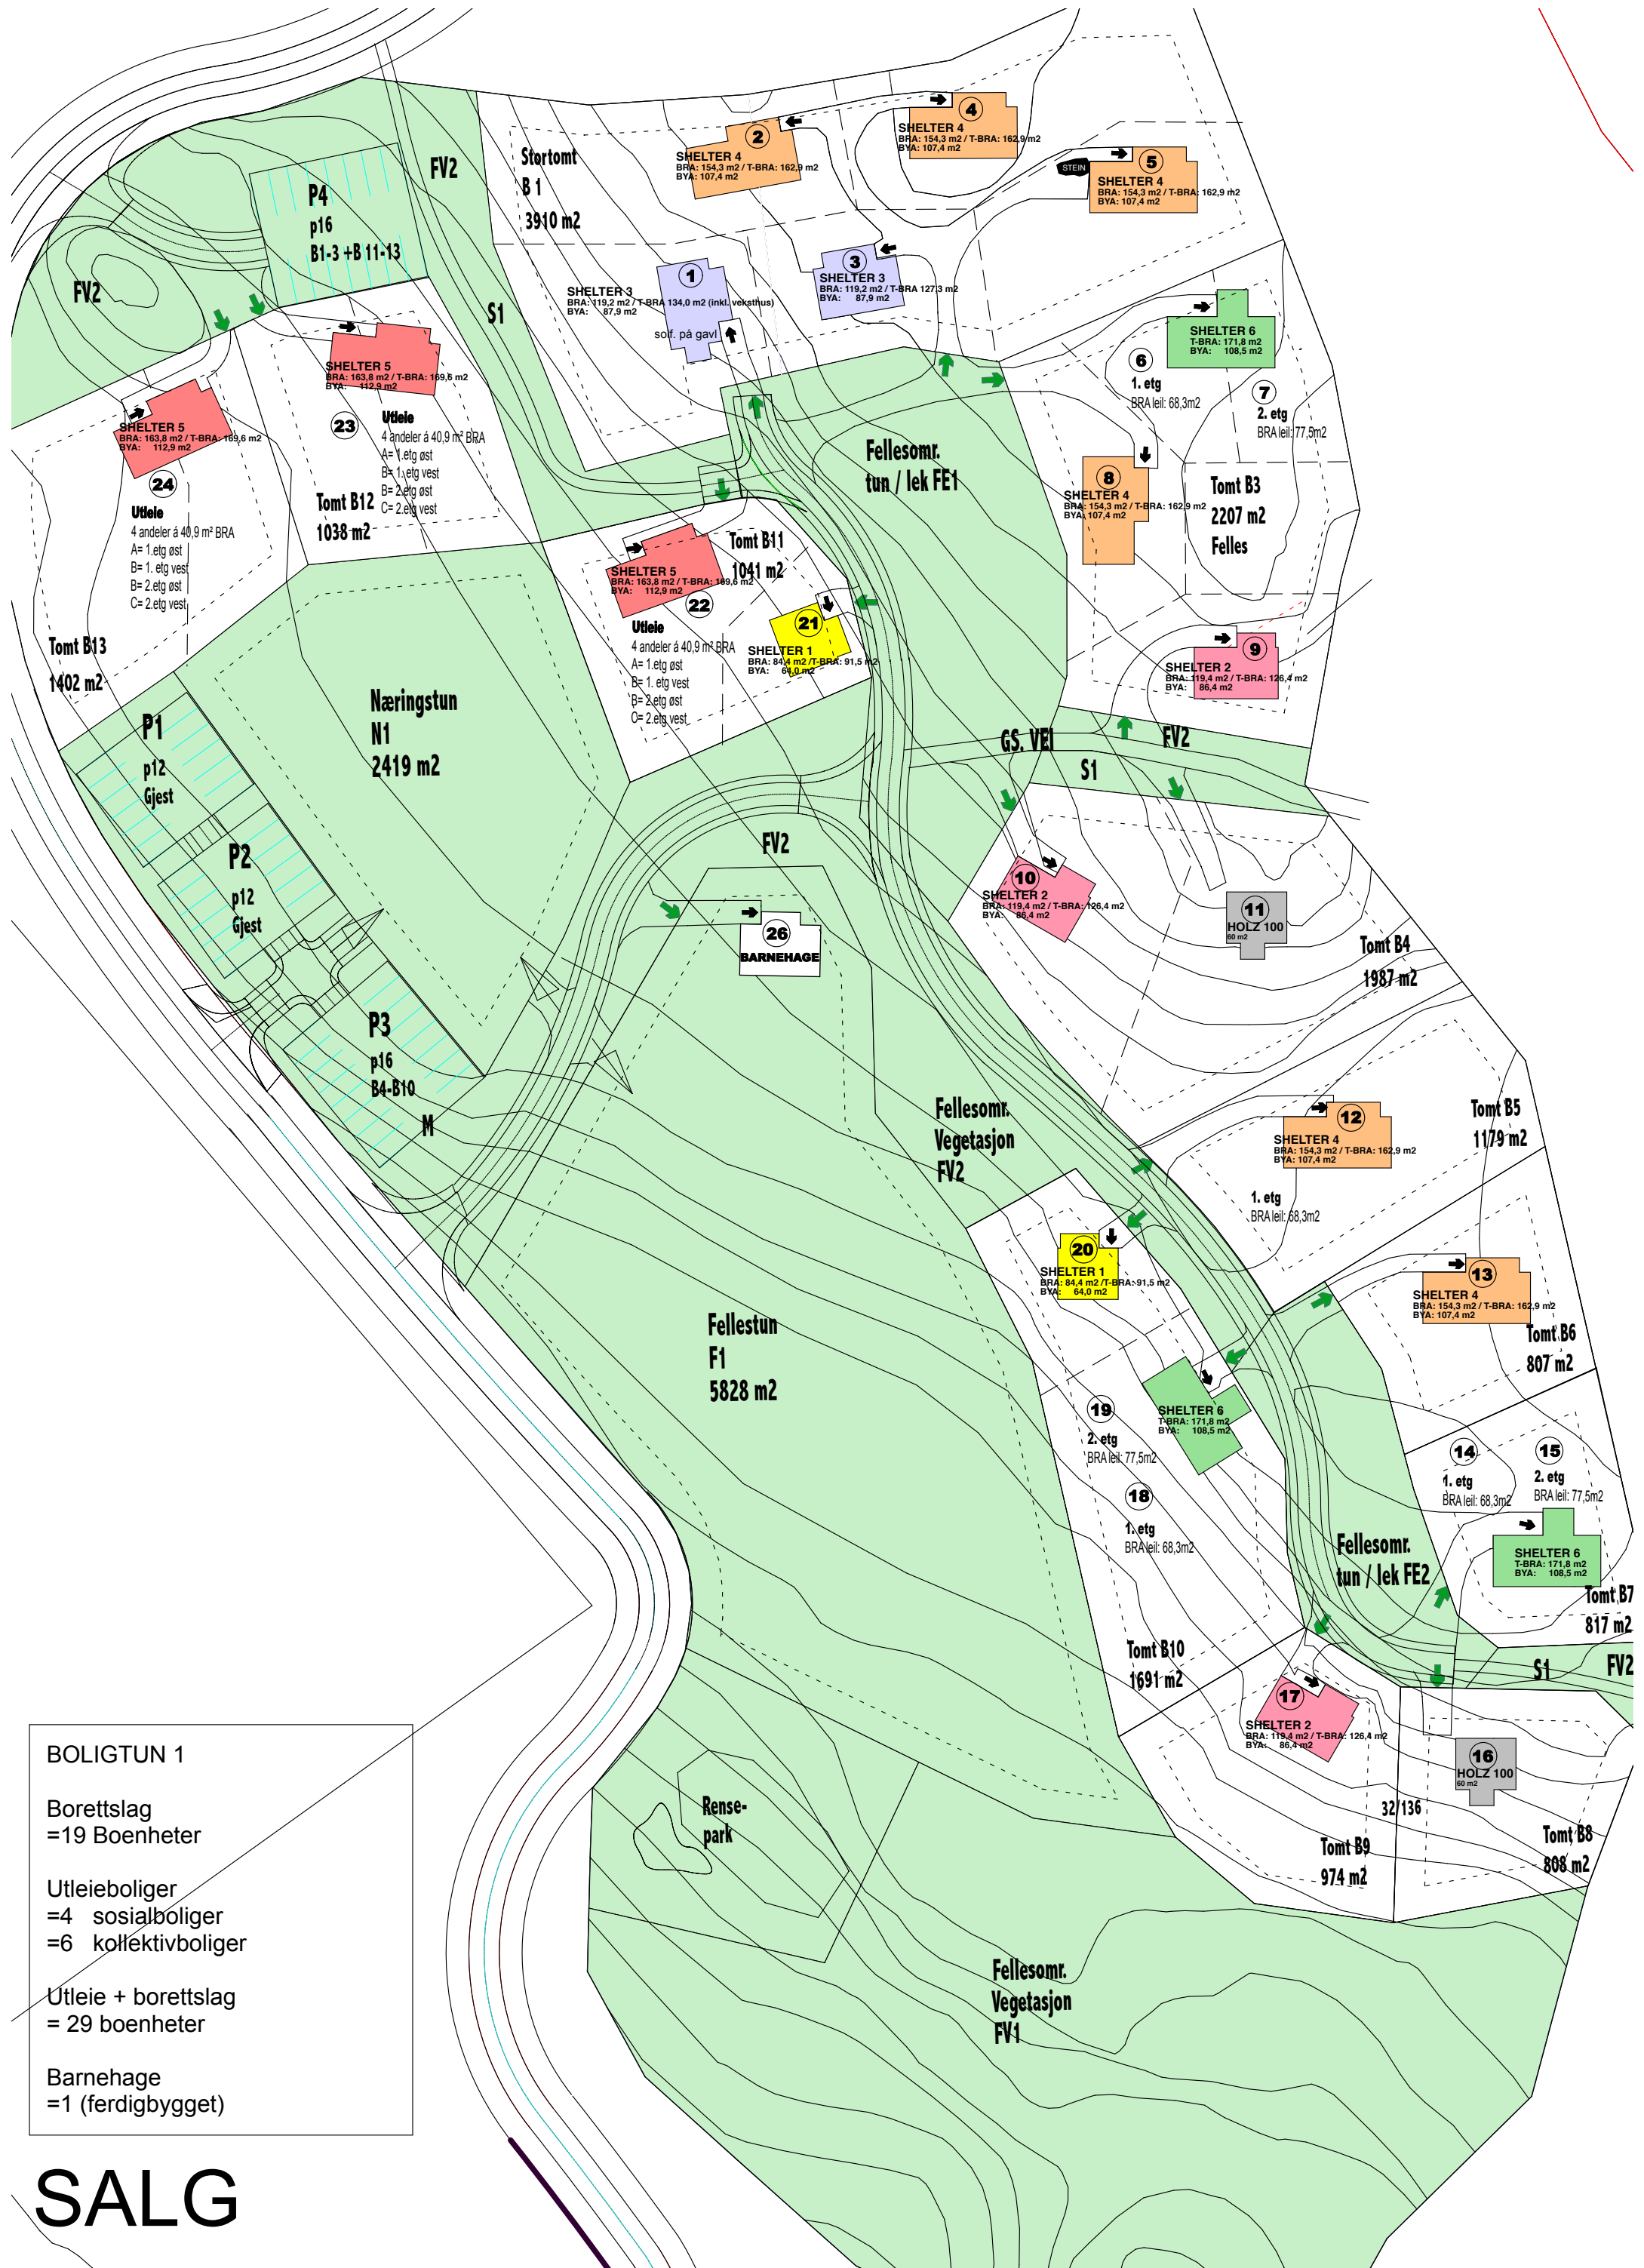 P4
p16
B1-3 +B 11-13
FV2
FV2
Stortomt
B 1
3910 m2
S1
2
SHELTER 4
BRA: 154,3 m2 / T-BRA: 162,9 m2
BYA: 107,4 m2
4
SHELTER 4
BRA: 154,3 m2 / T-BRA: 162,9 m2
BYA: 107,4 m2
STEIN
5
SHELTER 4
BRA: 154,3 m2 / T-BRA: 162,9 m2
BYA: 107,4 m2
1
SHELTER 3
BRA: 119,2 m2 / T-BRA 134,0 m2 (inkl. veksthus)
BYA: 87,9 m2
solf. på gavl
3
SHELTER 3
BRA: 119,2 m2 / T-BRA 127,3 m2
BYA: 87,9 m2
SHELTER 6
T-BRA: 171,8 m2
BYA: 108,5 m2
6
1. etg
BRA leil: 68,3m2
7
2. etg
BRA leil: 77,5m2
SHELTER 5
BRA: 163,8 m2 / T-BRA: 169,6 m2
BYA: 112,9 m2
23
Utleie
4 andeler á 40,9 m² BRA
A= 1.etg øst
B= 1. etg vest
B= 2.etg øst
C= 2.etg vest
Tomt B12
1038 m2
SHELTER 5
BRA: 163,8 m2 / T-BRA: 169,6 m2
BYA: 112,9 m2
24
Utleie
4 andeler á 40,9 m² BRA
A= 1.etg øst
B= 1. etg vest
B= 2.etg øst
C= 2.etg vest
Tomt B13
1402 m2
Fellesomr.
tun / lek FE1
8
SHELTER 4
BRA: 154,3 m2 / T-BRA: 162,9 m2
BYA: 107,4 m2
Tomt B3
2207 m2
Felles
Tomt B11
1041 m2
SHELTER 5
BRA: 163,8 m2 / T-BRA: 169,6 m2
BYA: 112,9 m2
22
Utleie
4 andeler á 40,9 m² BRA
A= 1.etg øst
B= 1. etg vest
B= 2.etg øst
C= 2.etg vest
21
SHELTER 1
BRA: 84,4 m2 /T-BRA: 91,5 m2
BYA: 64,0 m2
9
SHELTER 2
BRA: 119,4 m2 / T-BRA: 126,4 m2
BYA: 86,4 m2
Næringstun
N1
2419 m2
P1
p12
Gjest
P2
p12
Gjest
P3
p16
B4-B10
M
GS. VEI
FV2
S1
FV2
26
BARNEHAGE
10
SHELTER 2
BRA: 119,4 m2 / T-BRA: 126,4 m2
BYA: 86,4 m2
11
HOLZ 100
60 m2
Tomt B4
1987 m2
Fellesomr.
Vegetasjon
FV2
12
SHELTER 4
BRA: 154,3 m2 / T-BRA: 162,9 m2
BYA: 107,4 m2
1. etg
BRA leil: 68,3m2
Tomt B5
1179 m2
20
SHELTER 1
BRA: 84,4 m2 /T-BRA: 91,5 m2
BYA: 64,0 m2
13
SHELTER 4
BRA: 154,3 m2 / T-BRA: 162,9 m2
BYA: 107,4 m2
Tomt B6
807 m2
Fellestun
F1
5828 m2
SHELTER 6
T-BRA: 171,8 m2
BYA: 108,5 m2
19
2. etg
BRA leil: 77,5m2
18
1. etg
BRA leil: 68,3m2
14
1. etg
BRA leil: 68,3m2
15
2. etg
BRA leil: 77,5m2
SHELTER 6
T-BRA: 171,8 m2
BYA: 108,5 m2
Fellesomr.
tun / lek FE2
Tomt B7
817 m2
Tomt B10
1691 m2
S1
FV2
17
SHELTER 2
BRA: 119,4 m2 / T-BRA: 126,4 m2
BYA: 86,4 m2
16
HOLZ 100
60 m2
32/136
Tomt B9
974 m2
Tomt B8
808 m2
Rense-
park
Fellesomr.
Vegetasjon
FV1
BOLIGTUN 1
Borettslag
=19 Boenheter
Utleieboliger
=4 sosialboliger
=6 kollektivboliger
Utleie + borettslag
= 29 boenheter
Barnehage
=1 (ferdigbygget)
SALG